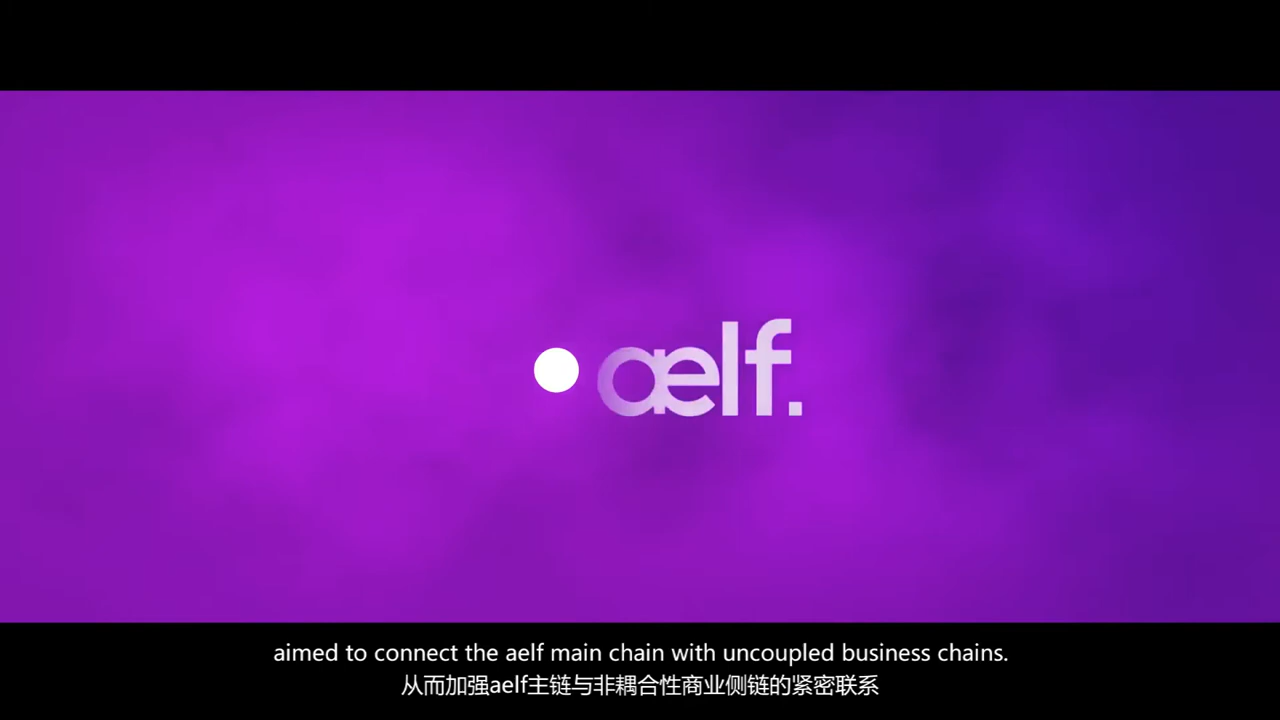 aelf.
aimed to connect the aelf main chain with uncoupled business chains.
从而加强aelf主链与非耦合性商业侧链的紧密联系